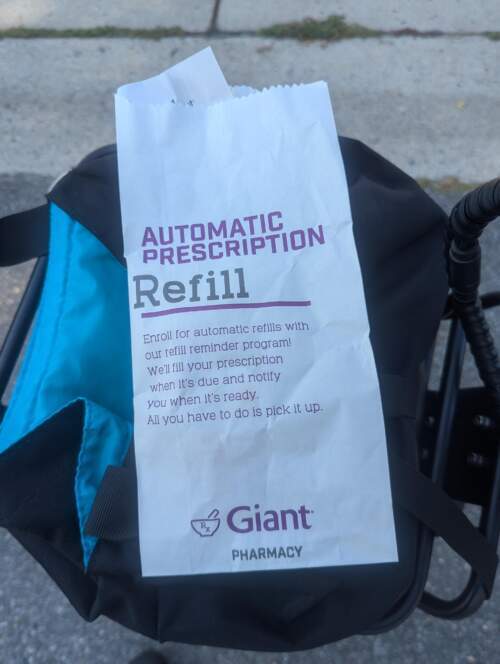 AUTOMATIC
PRESCRIPTION
Refill
Enroll for automatic refills with
our refill reminder program!
We'll fill your prescription
when it's due and notify
you when it's ready.
All you have to do is pick it up.
Rx
Giant
PHARMACY